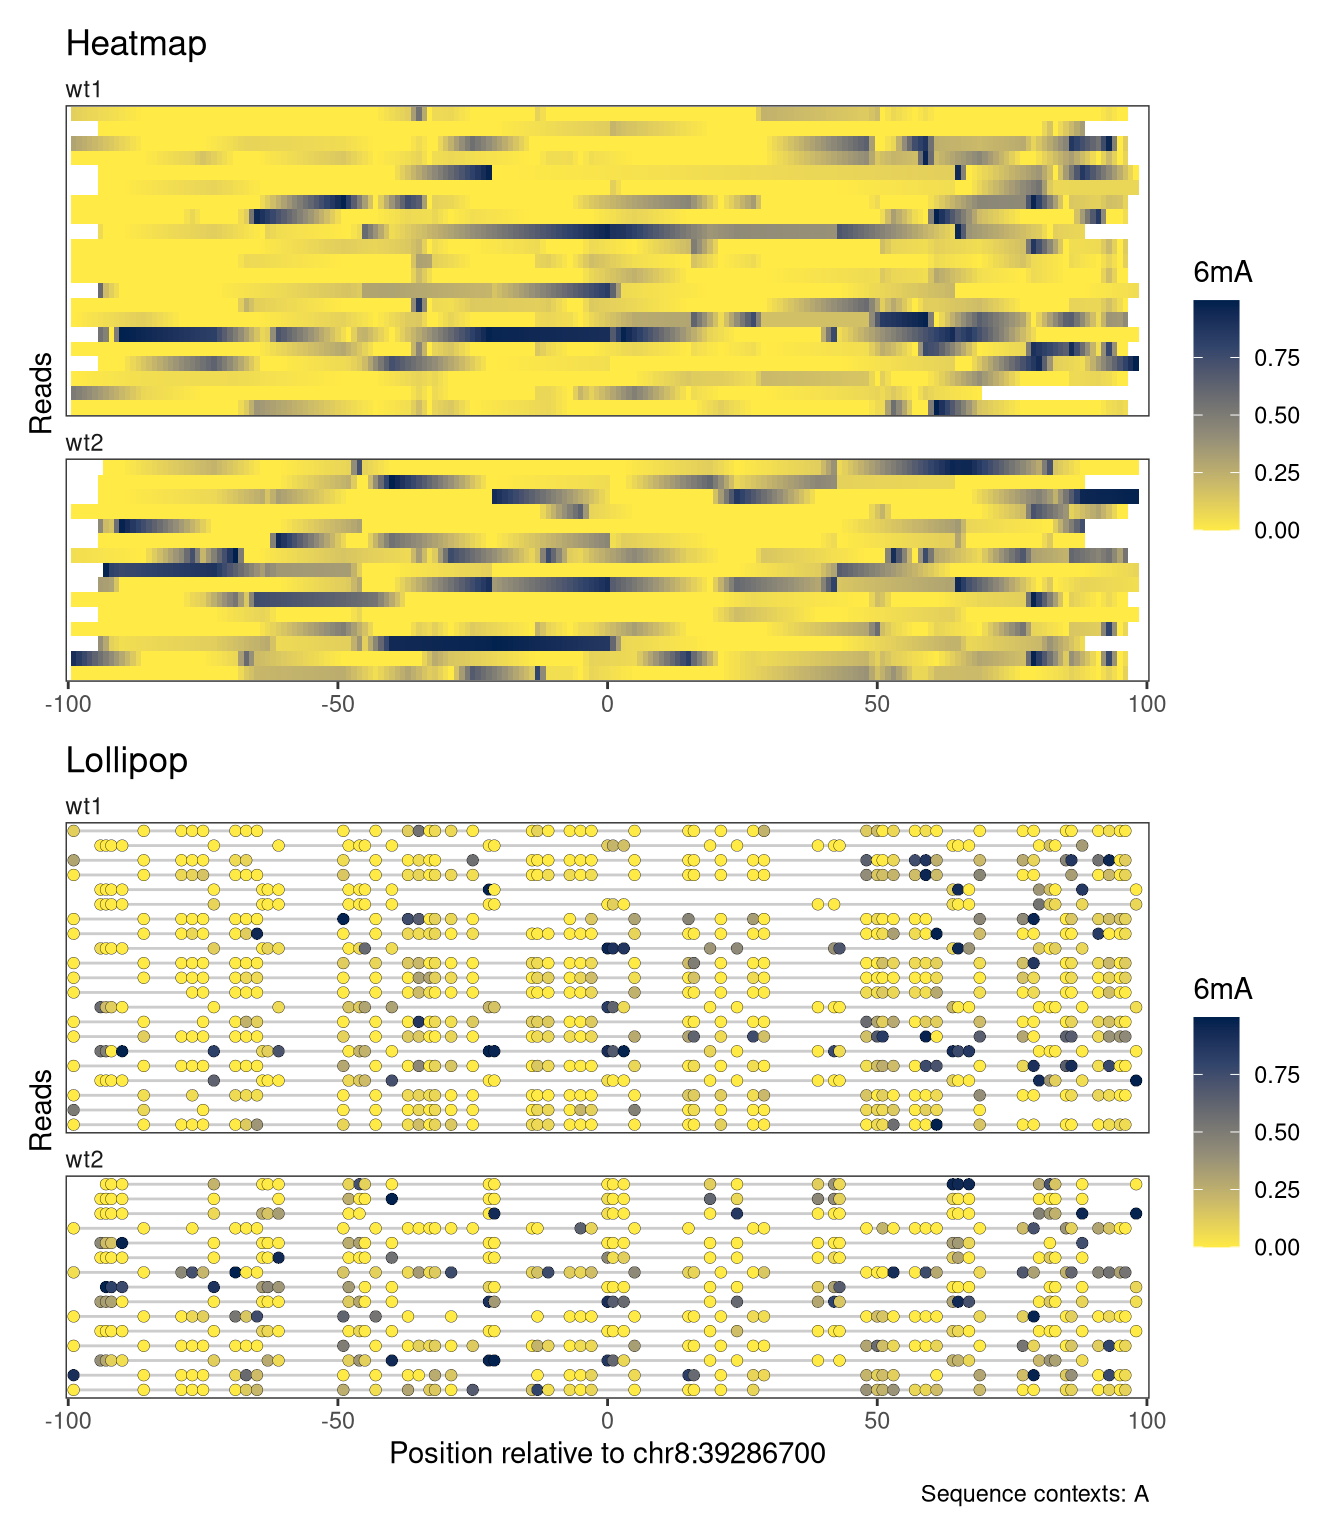 Heatmap
wt1
Reads
wt2
-100 -50 0 50 100
6mA
0.75
0.50
0.25
0.00
Lollipop
wt1
Reads
wt2
-100 -50 0 50 100
Position relative to chr8:39286700
6mA
0.75
0.50
0.25
0.00
Sequence contexts: A